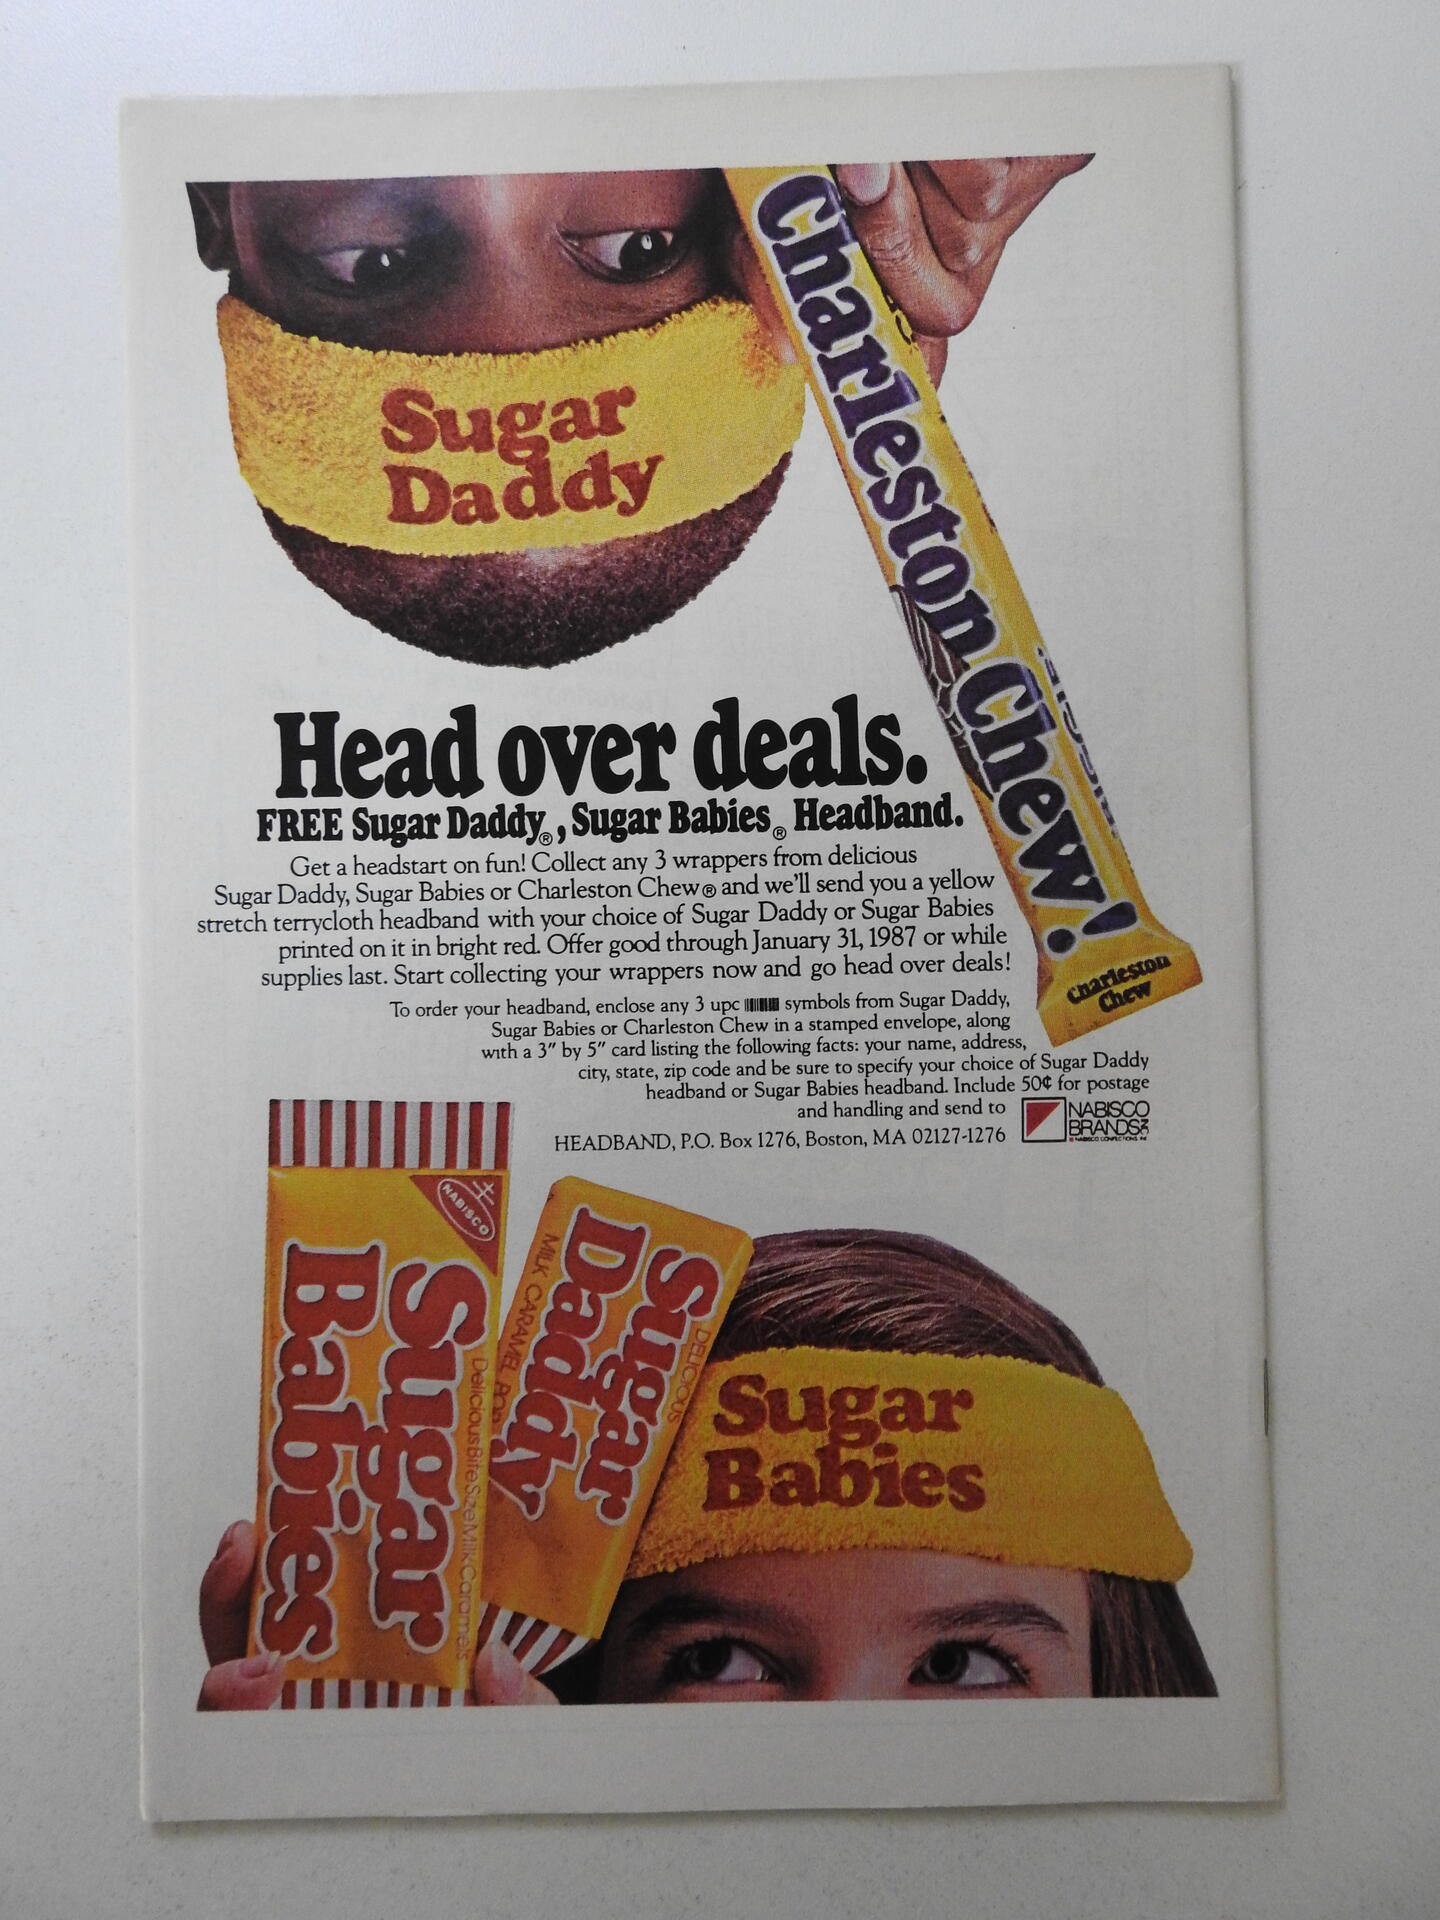 Sugar
Daddy
Charleston Chew!
Charleston
Chew
Head over deals.
FREE Sugar Daddy®, Sugar Babies® Headband.
Get a headstart on fun! Collect any 3 wrappers from delicious
Sugar Daddy, Sugar Babies or Charleston Chew® and we'll send you a yellow
stretch terrycloth headband with your choice of Sugar Daddy or Sugar Babies
printed on it in bright red. Offer good through January 31, 1987 or while
supplies last. Start collecting your wrappers now and go head over deals!
To order your headband, enclose any 3 upc symbols from Sugar Daddy,
Sugar Babies or Charleston Chew in a stamped envelope, along
with a 3" by 5" card listing the following facts: your name, address,
city, state, zip code and be sure to specify your choice of Sugar Daddy
headband or Sugar Babies headband. Include 50¢ for postage
and handling and send to
HEADBAND, P.O. Box 1276, Boston, MA 02127-1276
NABISCO
BRANDS INC
NABISCO CONFECTIONS INC
NABISCO
Sugar
Babies
Delicious Bite Size Milk Caramels
DELICIOUS
Sugar
Daddy
MILK CARAMEL POP
Sugar
Babies